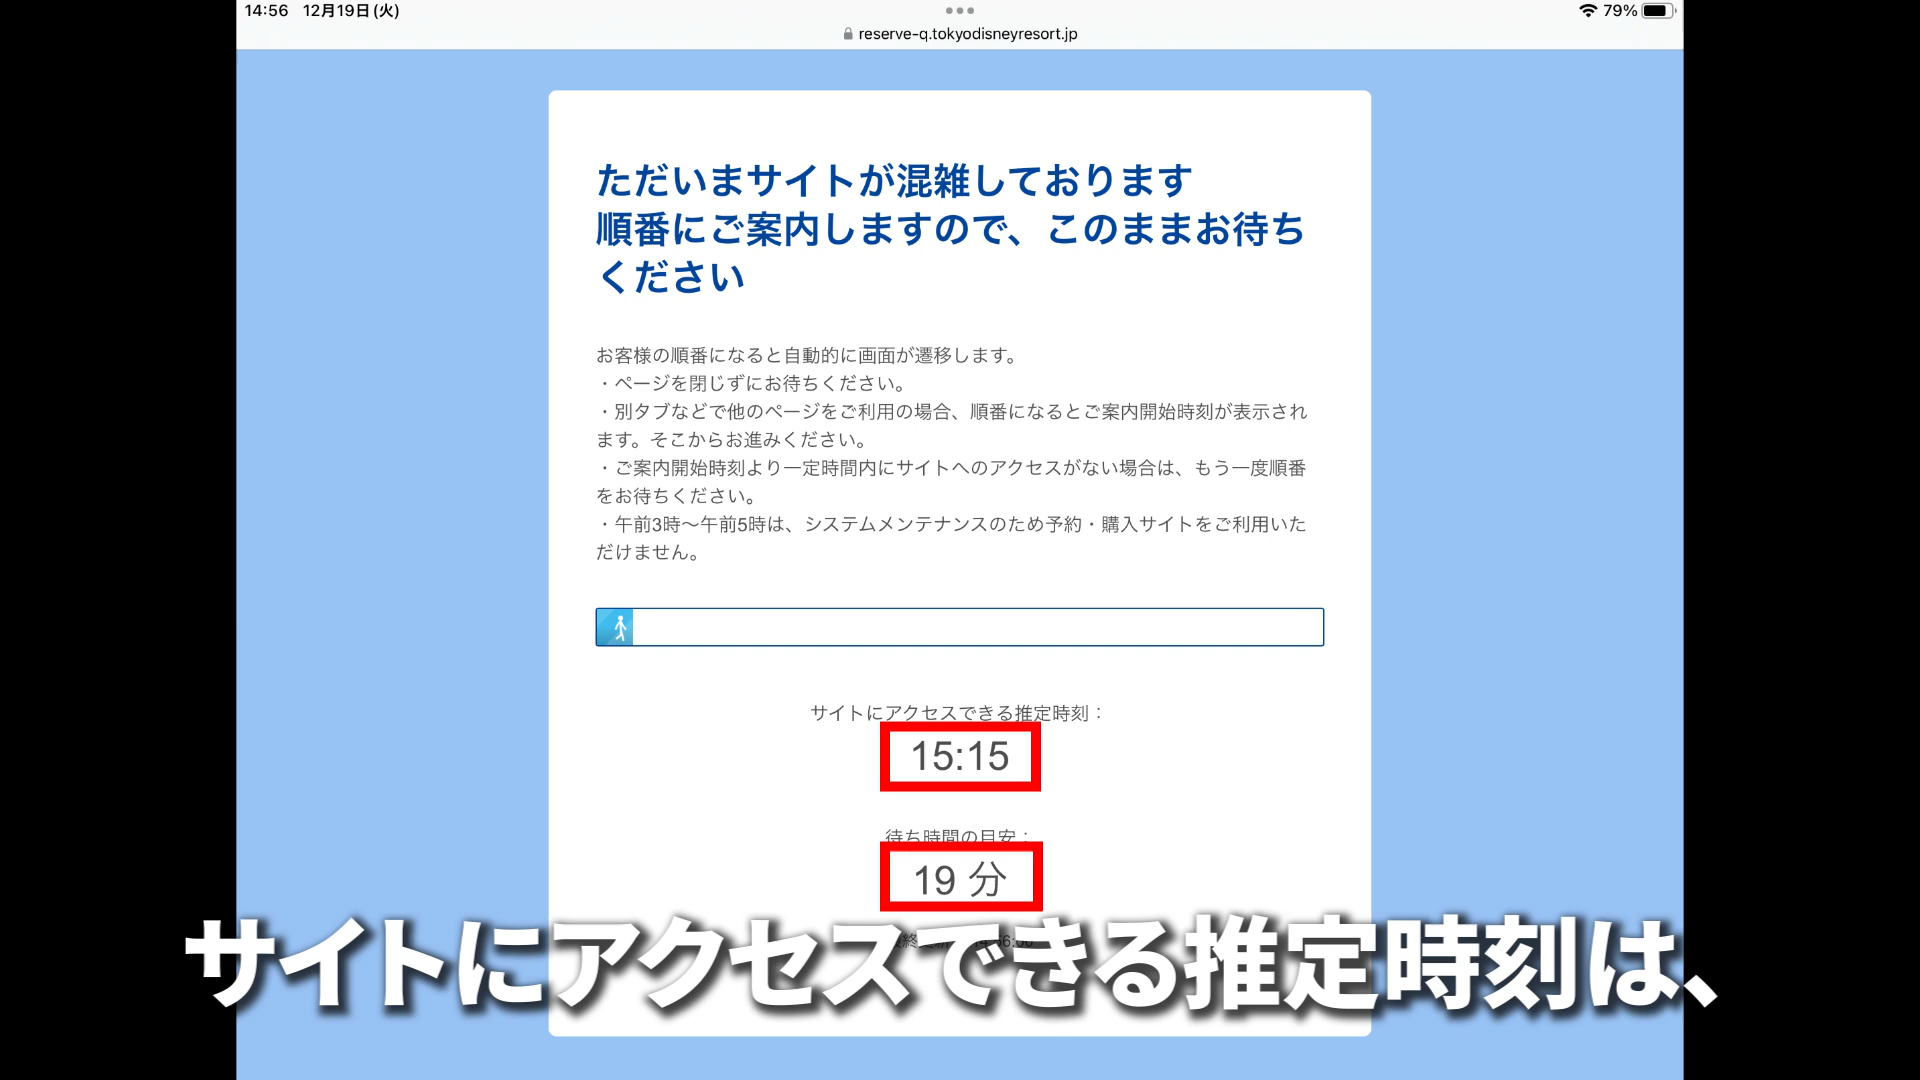 14:56 12月19日(火)
79%
reserve-q.tokyodisneyresort.jp
ただいまサイトが混雑しております
順番にご案内しますので、このままお待ち
ください
お客様の順番になると自動的に画面が遷移します。
・ページを閉じずにお待ちください。
・別タブなどで他のページをご利用の場合、順番になるとご案内開始時刻が表示され
ます。そこからお進みください。
・ご案内開始時刻より一定時間内にサイトへのアクセスがない場合は、もう一度順番
をお待ちください。
・午前3時〜午前5時は、システムメンテナンスのため予約・購入サイトをご利用いた
だけません。
サイトにアクセスできる推定時刻：
15:15
待ち時間の目安：
19 分
サイトにアクセスできる推定時刻は、